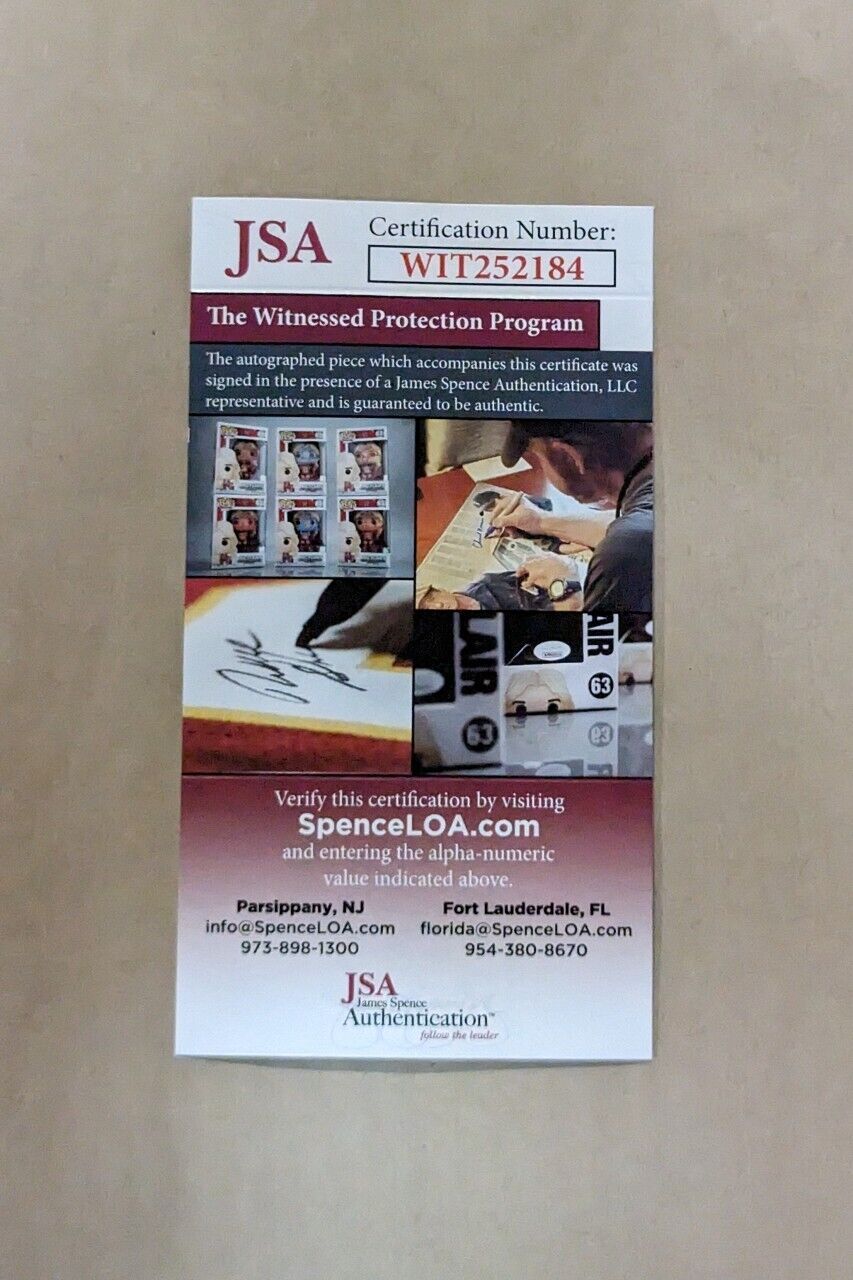 JSA
Certification Number:
WIT252184
The Witnessed Protection Program
The autographed piece which accompanies this certificate was
signed in the presence of a James Spence Authentication, LLC
representative and is guaranteed to be authentic.
LAIR
63
AIR
63
Verify this certification by visiting
SpenceLOA.com
and entering the alpha-numeric
value indicated above.
Parsippany, NJ
info@SpenceLOA.com
973-898-1300
Fort Lauderdale, FL
florida@SpenceLOA.com
954-380-8670
JSA
James Spence
Authentication™
follow the leader